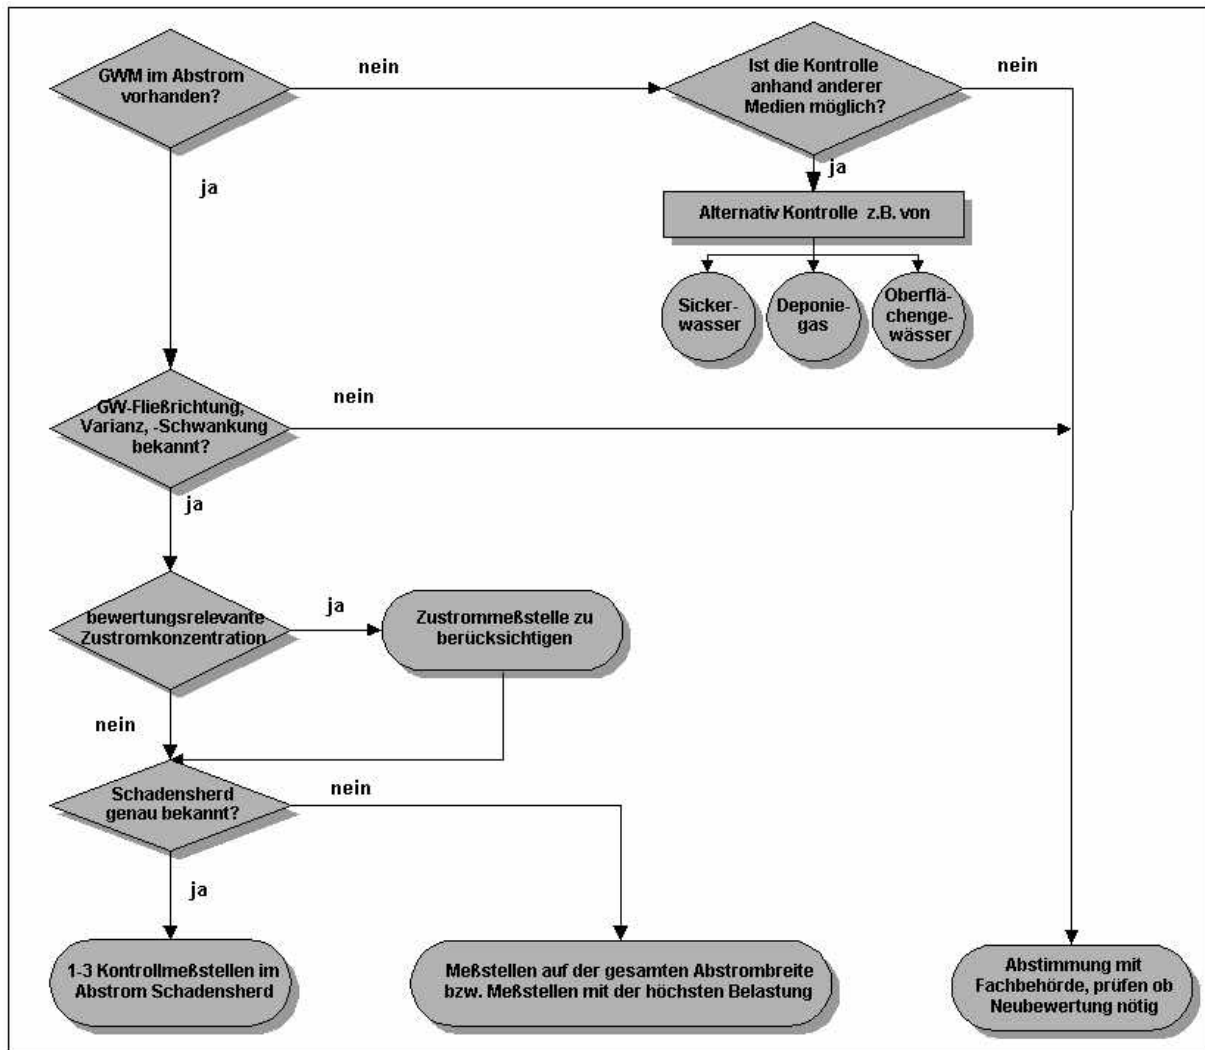 GWM im Abstrom
vorhanden?
nein
Ist die Kontrolle
anhand anderer
Medien möglich?
nein
ja
ja
Alternativ Kontrolle z.B. von
Sicker-
wasser
Deponie-
gas
Oberflä-
chenge-
wässer
GW-Fließrichtung,
Varianz, -Schwankung
bekannt?
nein
ja
bewertungsrelevante
Zustromkonzentration
ja
Zustrommeßstelle zu
berücksichtigen
nein
Schadensherd
genau bekannt?
nein
ja
1-3 Kontrollmeßstellen im
Abstrom Schadensherd
Meßstellen auf der gesamten Abstrombreite
bzw. Meßstellen mit der höchsten Belastung
Abstimmung mit
Fachbehörde, prüfen ob
Neubewertung nötig